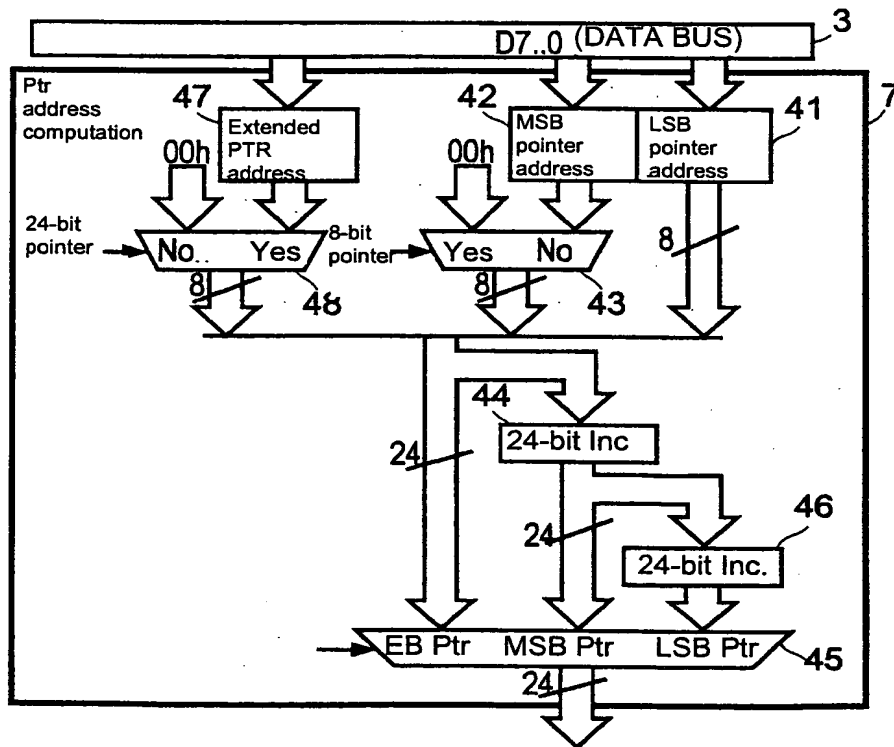 D7..0 (DATA BUS)
3
7
Ptr
address
computation
47
Extended
PTR
address
42
MSB
pointer
address
41
LSB
pointer
address
00h
00h
24-bit
pointer
No..
Yes
48
8-bit
pointer
Yes
No
43
8
8
8
44
24-bit Inc
24
46
24-bit Inc.
24
EB Ptr
MSB Ptr
LSB Ptr
45
24